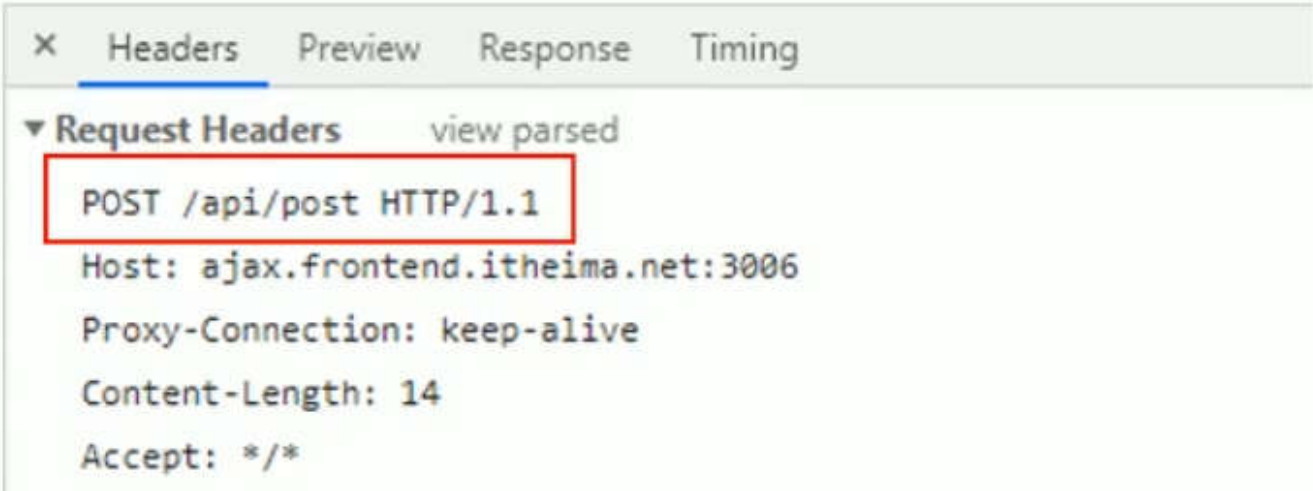 × Headers Preview Response Timing
▼ Request Headers view parsed
POST /api/post HTTP/1.1
Host: ajax.frontend.itheima.net:3006
Proxy-Connection: keep-alive
Content-Length: 14
Accept: */*